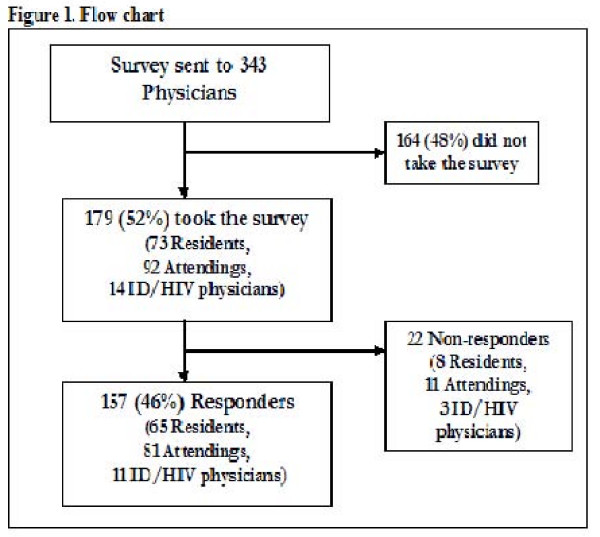 Figure 1. Flow chart
Survey sent to 343
Physicians
164 (48%) did not
take the survey
179 (52%) took the survey
(73 Residents,
92 Attendings,
14 ID/HIV physicians)
22 Non-responders
(8 Residents,
11 Attendings,
3 ID/HIV
physicians)
157 (46%) Responders
(65 Residents,
81 Attendings,
11 ID/HIV physicians)